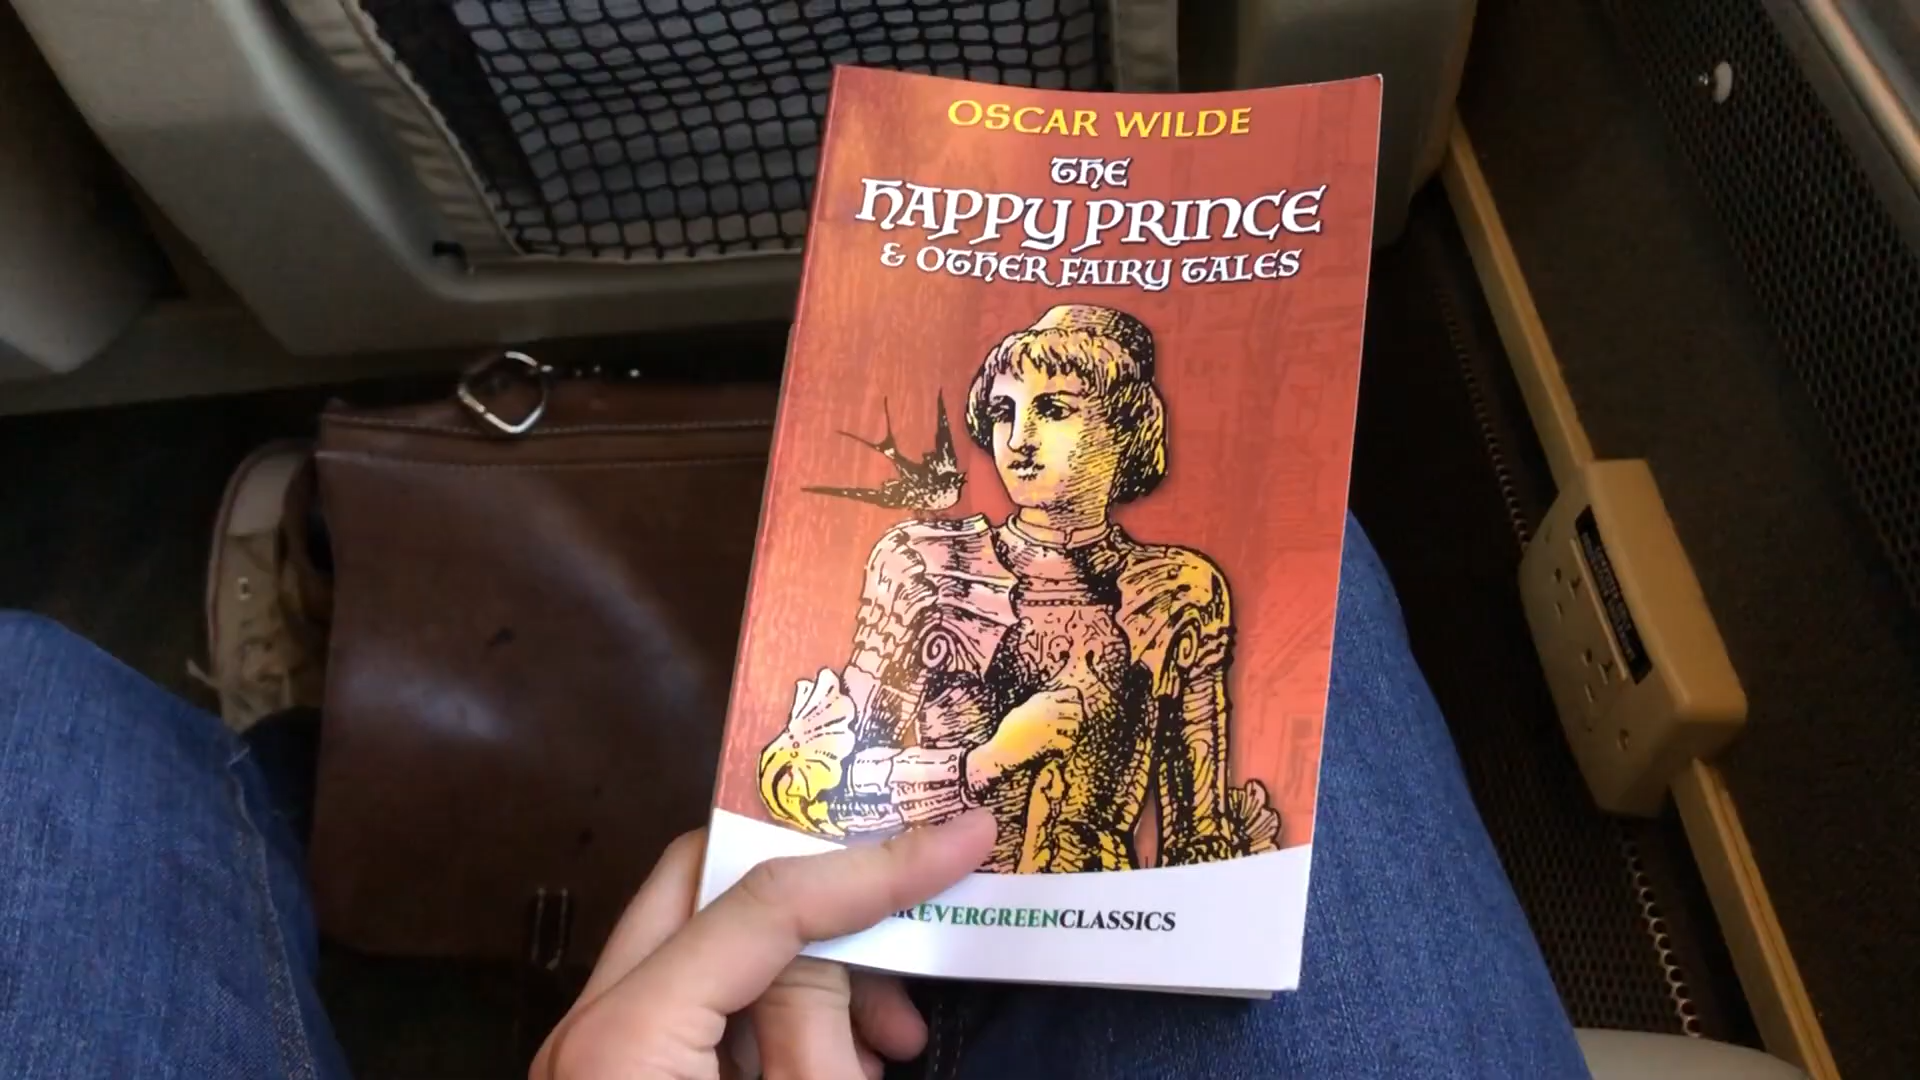 OSCAR WILDE
THE
HAPPY PRINCE
& OTHER FAIRY TALES
EVERGREENCLASSICS